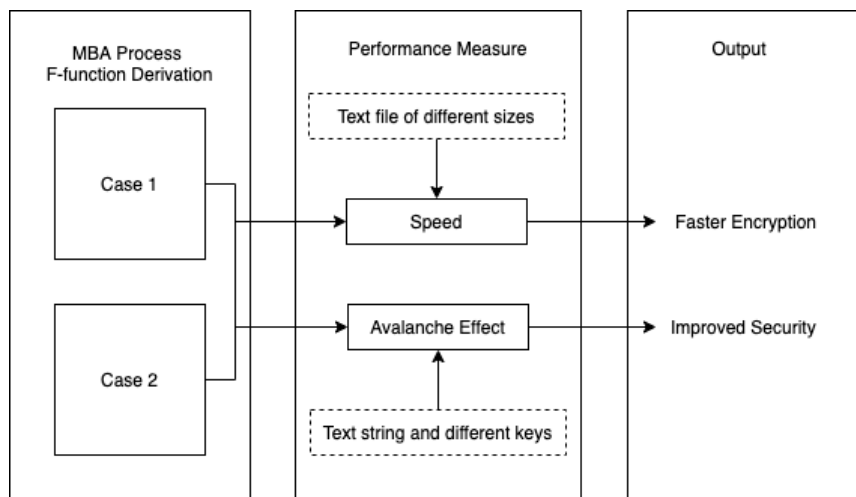 MBA Process
F-function Derivation
Case 1
Case 2
Performance Measure
Text file of different sizes
Speed
Avalanche Effect
Text string and different keys
Output
Faster Encryption
Improved Security